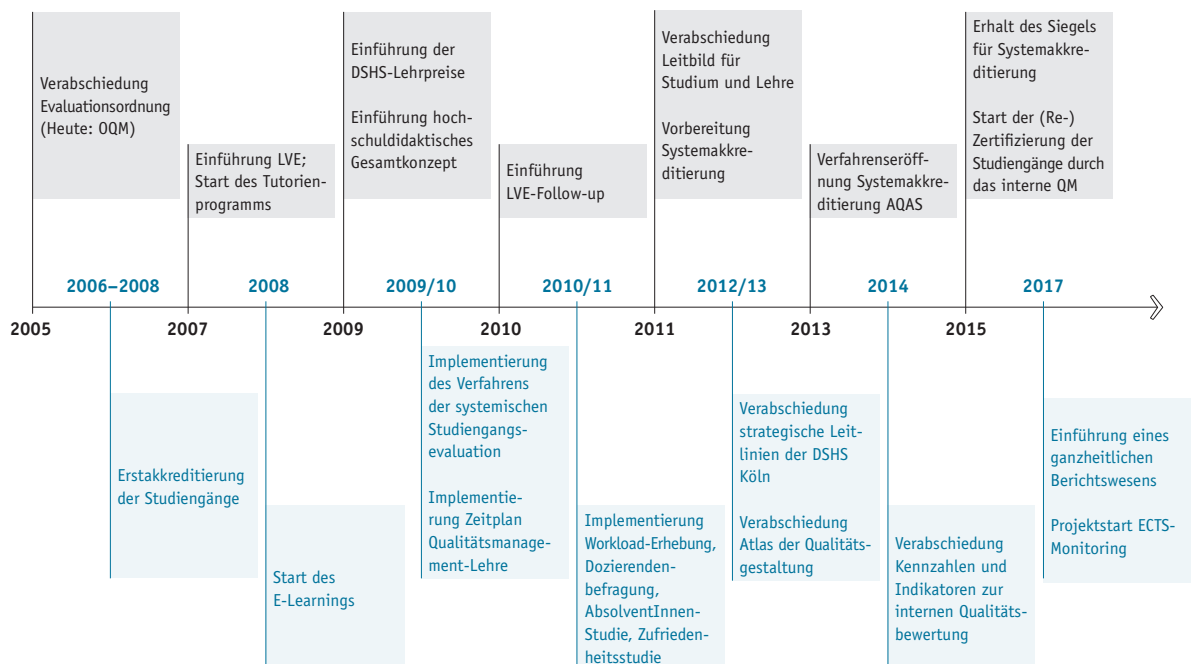 Verabschiedung
Evaluationsordnung
(Heute: OQM)
Einführung LVE;
Start des Tutorien-
programms
Einführung der
DSHS-Lehrpreise
Einführung hoch-
schuldidaktisches
Gesamtkonzept
Einführung
LVE-Follow-up
Verabschiedung
Leitbild für
Studium und Lehre
Vorbereitung
Systemakkre-
ditierung
Verfahrenseröff-
nung Systemakkre-
ditierung AQAS
Erhalt des Siegels
für Systemakkre-
ditierung
Start der (Re-)
Zertifizierung der
Studiengänge durch
das interne QM
2006–2008
2008
2009/10
2010/11
2012/13
2014
2017
2005
2007
2009
2010
2011
2013
2015
Erstakkreditierung
der Studiengänge
Start des
E-Learnings
Implementierung
des Verfahrens
der systemischen
Studiengangs-
evaluation
Implementie-
rung Zeitplan
Qualitätsmanage-
ment-Lehre
Implementierung
Workload-Erhebung,
Dozierenden-
befragung,
AbsolventInnen-
Studie, Zufrieden-
heitsstudie
Verabschiedung
strategische Leit-
linien der DSHS
Köln
Verabschiedung
Atlas der Qualitäts-
gestaltung
Verabschiedung
Kennzahlen und
Indikatoren zur
internen Qualitäts-
bewertung
Einführung eines
ganzheitlichen
Berichtswesens
Projektstart ECTS-
Monitoring